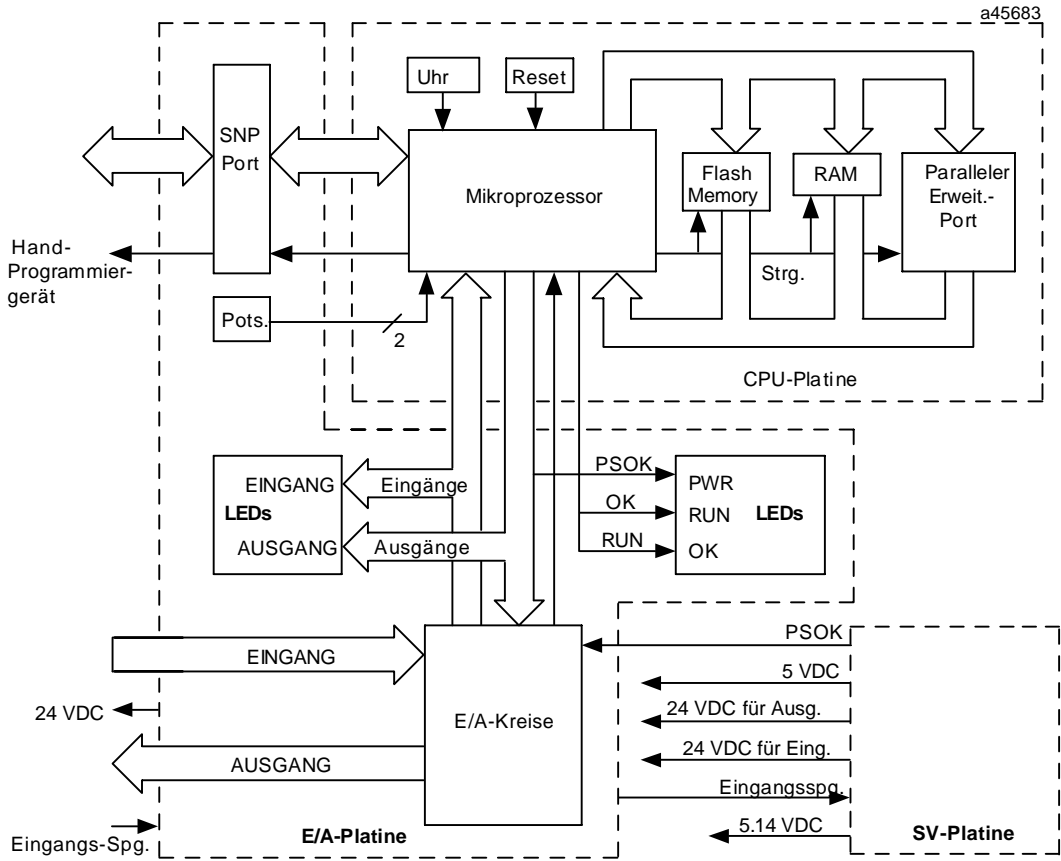 a45683
Uhr
Reset
SNP
Port
Mikroprozessor
Flash
Memory
RAM
Paralleler
Erweit.-
Port
Hand-
Programmier-
gerät
Strg.
Pots.
2
CPU-Platine
EINGANG
Eingänge
LEDs
AUSGANG
Ausgänge
PSOK
OK
RUN
PWR
RUN
LEDs
OK
PSOK
EINGANG
5 VDC
24 VDC
E/A-Kreise
24 VDC für Ausg.
24 VDC für Eing.
AUSGANG
Eingangsspg.
Eingangs-Spg.
E/A-Platine
5.14 VDC
SV-Platine